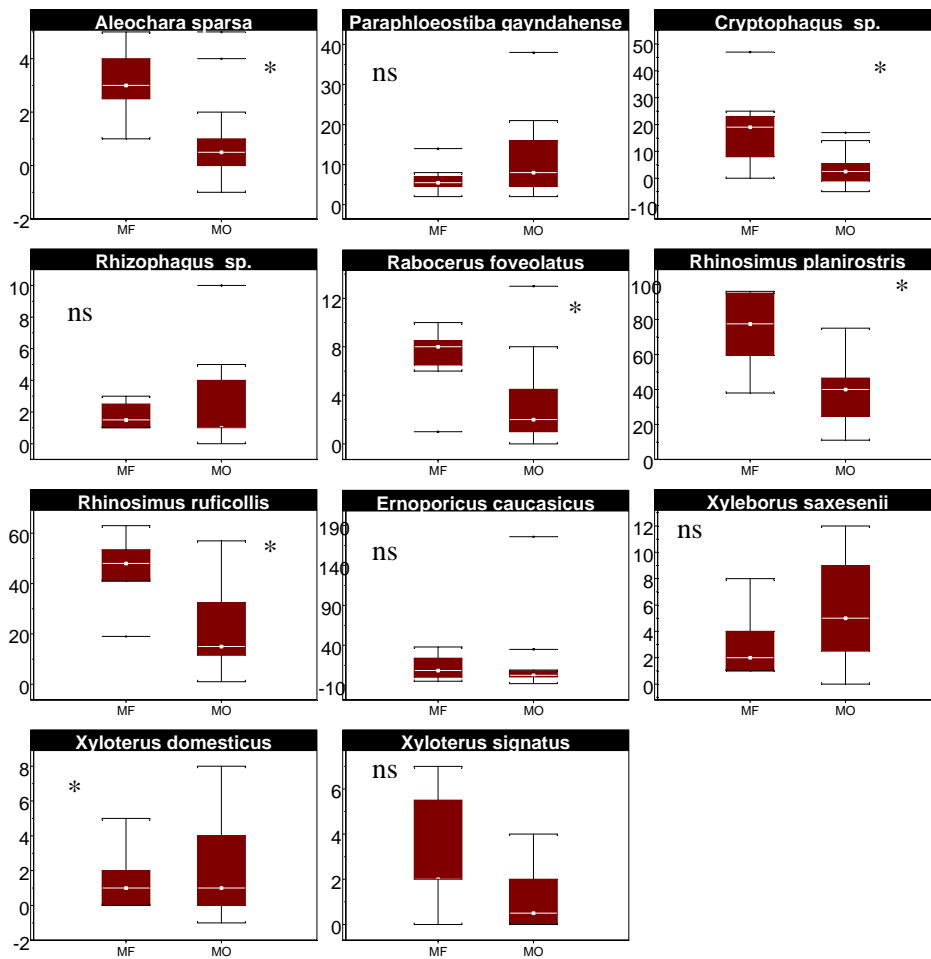 Aleochara sparsa
4
2
0
-2
*
MF
MO
Paraphloeostiba gayndahense
40
30
20
10
0
ns
MF
MO
Cryptophagus sp.
50
40
30
20
10
0
-10
*
MF
MO
Rhizophagus sp.
10
8
6
4
2
0
ns
MF
MO
Rabocerus foveolatus
12
8
4
0
*
MF
MO
Rhinosimus planirostris
100
80
60
40
20
0
*
MF
MO
Rhinosimus ruficollis
60
40
20
0
*
MF
MO
Ernoporicus caucasicus
190
140
90
40
-10
ns
MF
MO
Xyleborus saxesenii
12
10
8
6
4
2
0
ns
MF
MO
Xyloterus domesticus
8
6
4
2
0
-2
*
MF
MO
Xyloterus signatus
6
4
2
0
ns
MF
MO